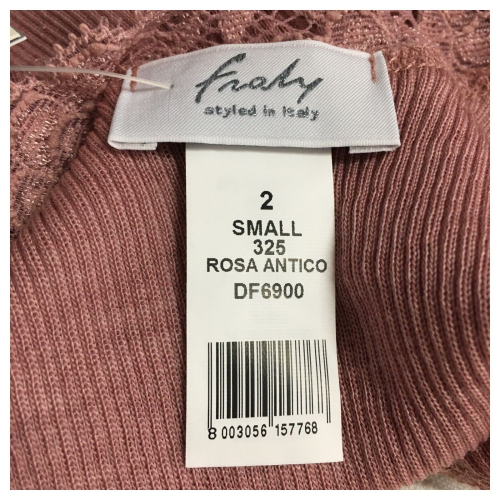 fraly
styled in italy
2
SMALL
325
ROSA ANTICO
DF6900
8 003056 157768